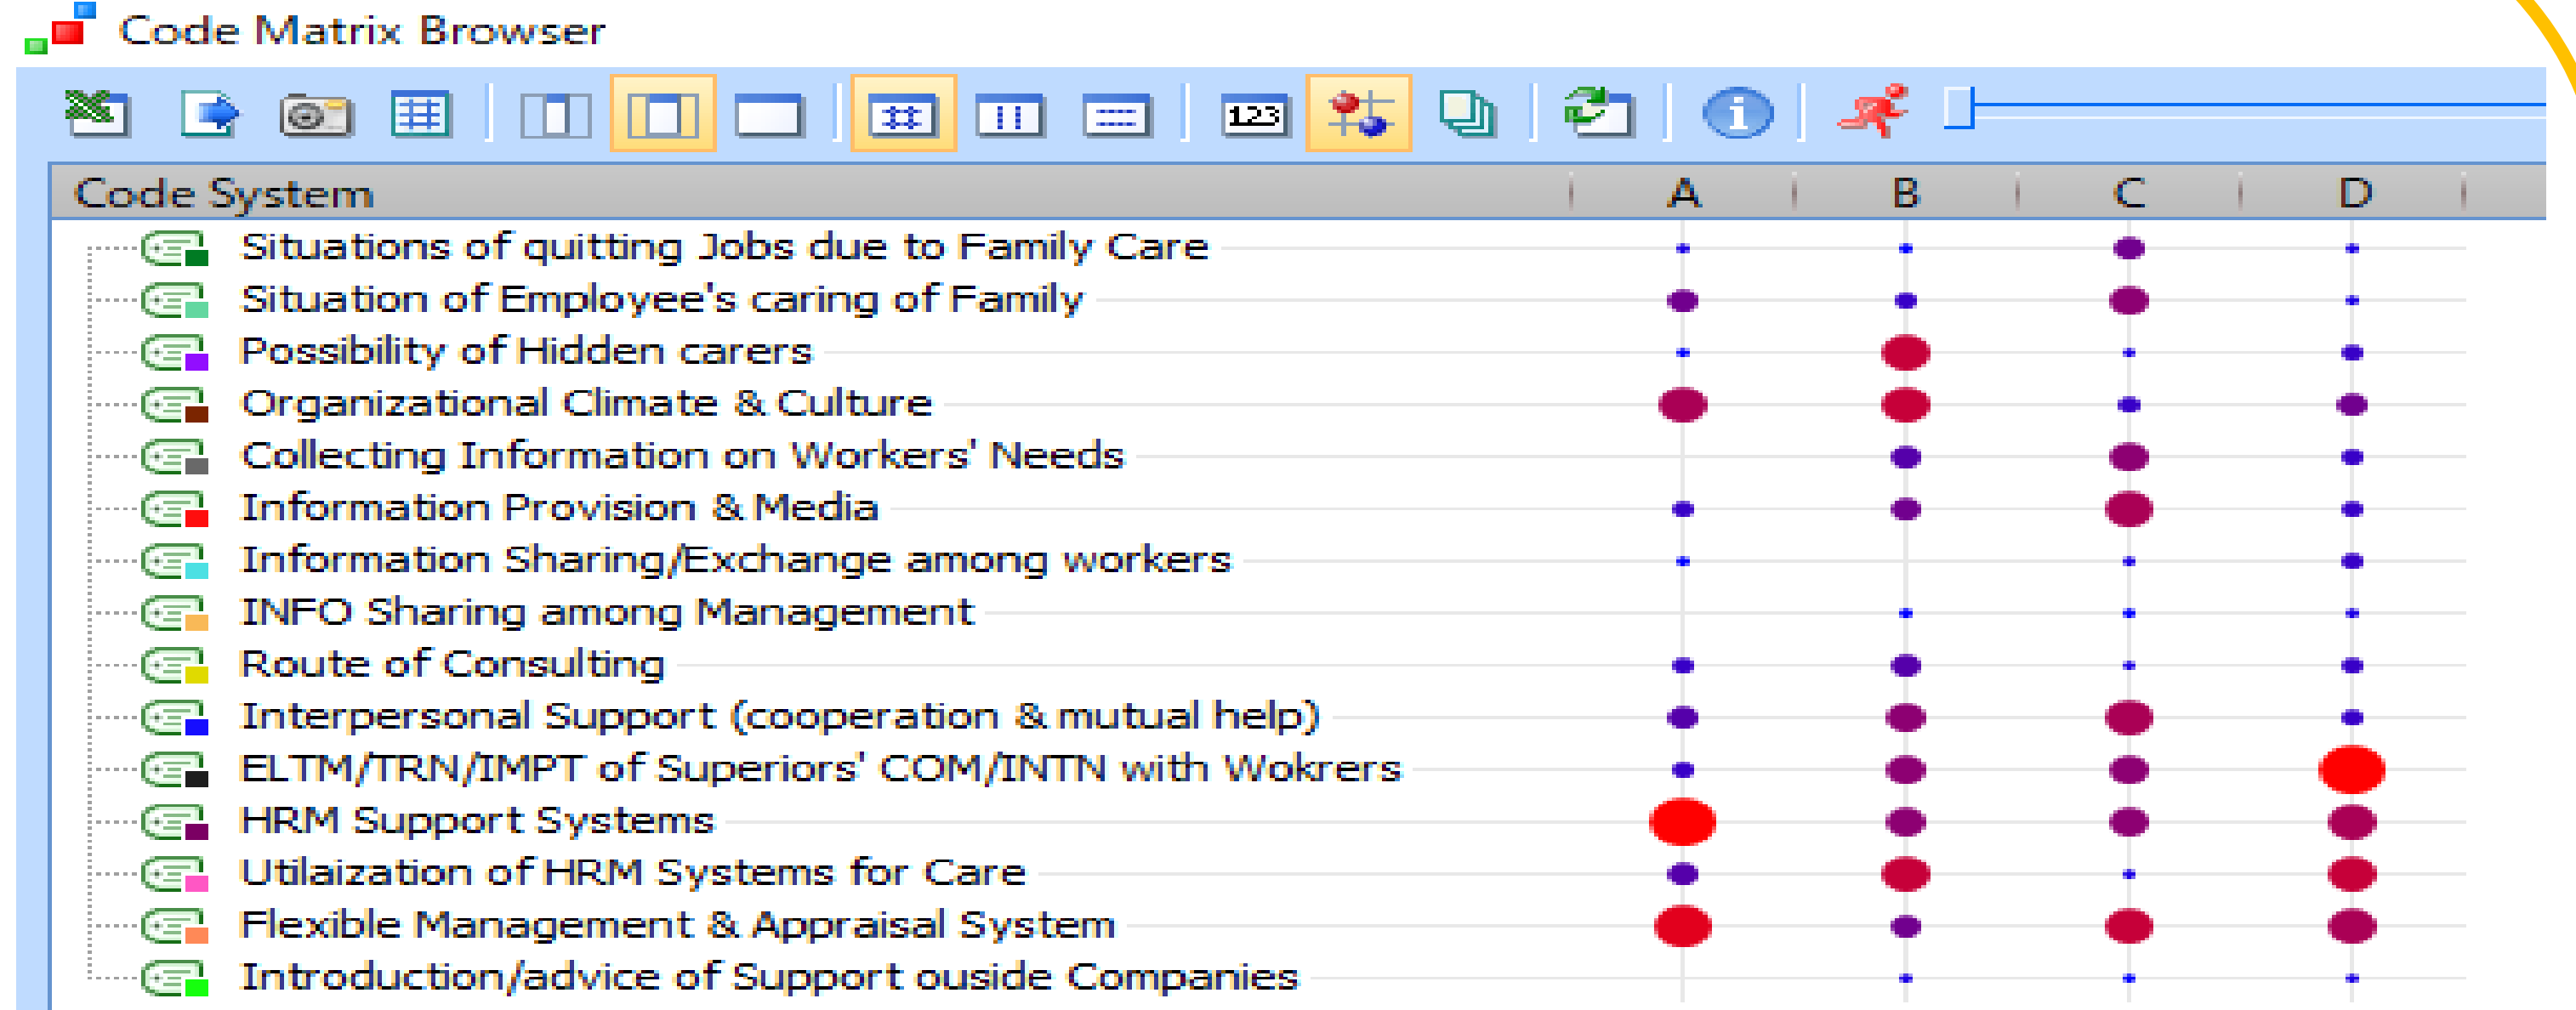 Code Matrix Browser
123
Code System A B C D
Situations of quitting Jobs due to Family Care
Situation of Employee's caring of Family
Possibility of Hidden carers
Organizational Climate & Culture
Collecting Information on Workers' Needs
Information Provision & Media
Information Sharing/Exchange among workers
INFO Sharing among Management
Route of Consulting
Interpersonal Support (cooperation & mutual help)
ELTM/TRN/IMPT of Superiors' COM/INTN with Wokrers
HRM Support Systems
Utilaization of HRM Systems for Care
Flexible Management & Appraisal System
Introduction/advice of Support ouside Companies